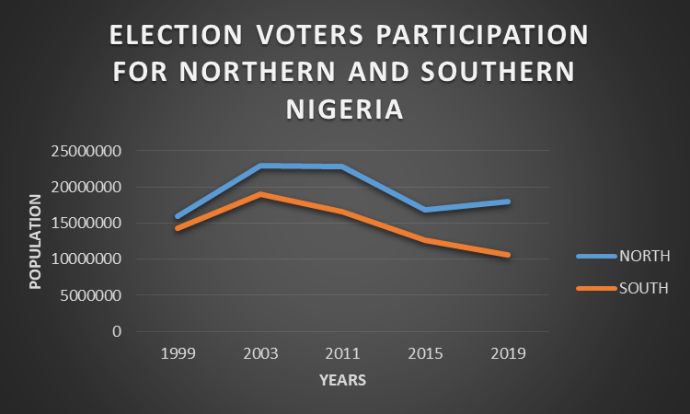 ELECTION VOTERS PARTICIPATION
FOR NORTHERN AND SOUTHERN
NIGERIA
25000000
20000000
15000000
10000000
5000000
0
POPULATION
1999 2003 2011 2015 2019
YEARS
NORTH
SOUTH